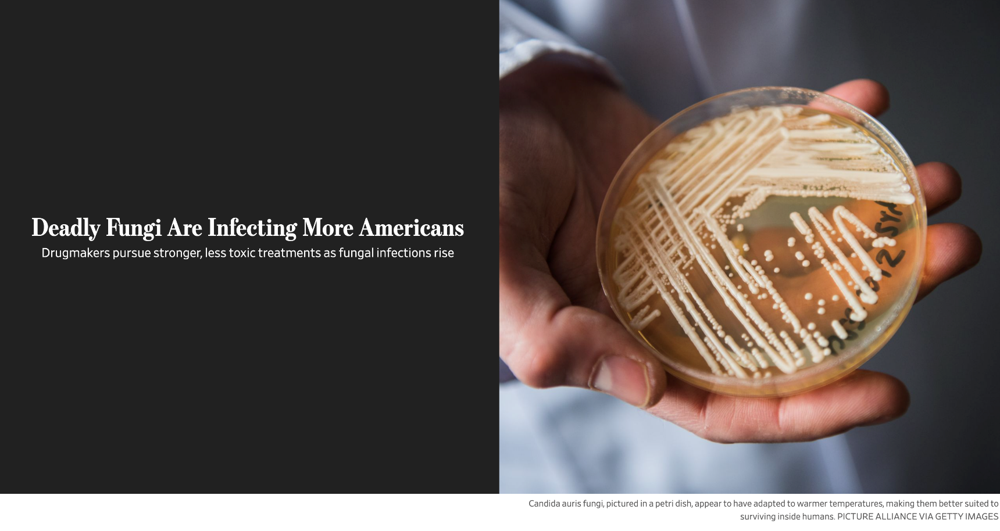 Deadly Fungi Are Infecting More Americans
Drugmakers pursue stronger, less toxic treatments as fungal infections rise
Candida auris fungi, pictured in a petri dish, appear to have adapted to warmer temperatures, making them better suited to
surviving inside humans. PICTURE ALLIANCE VIA GETTY IMAGES